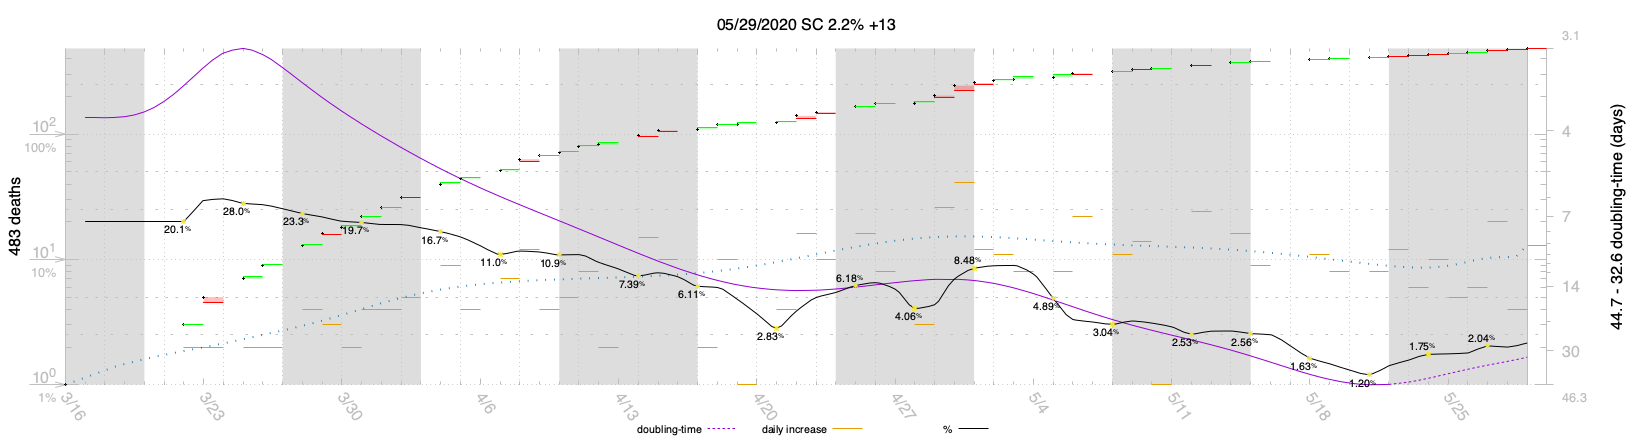 05/29/2020 SC 2.2% +13
3.1
10² 4
100%
483 deaths
44.7 - 32.6 doubling-time (days)
28.0% 20.1% 23.3% 19.7% 16.7% 11.0% 10.9% 7.39% 6.11% 2.83% 6.18% 4.06% 8.48% 4.89% 3.04% 2.53% 2.56% 1.63% 1.20% 1.75% 2.04%
7
10¹
10%
14
30
10⁰
1% 46.3
3/16 3/23 3/30 4/6 4/13 4/20 4/27 5/4 5/11 5/18 5/25
doubling-time daily increase %